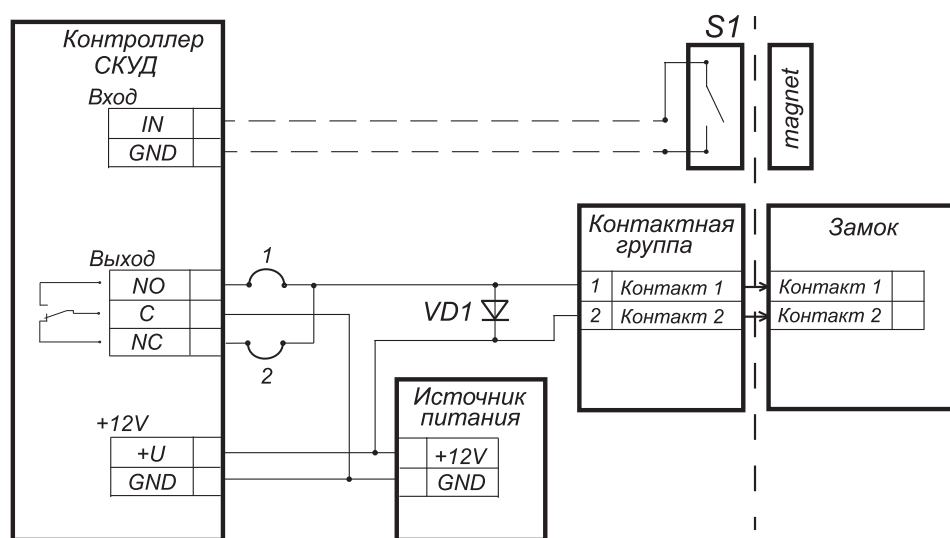 Контроллер
СКУД
Вход
IN
GND
S1
magnet
Выход
NO
C
NC
1
2
VD1
Контактная
группа
1 Контакт 1
2 Контакт 2
Замок
Контакт 1
Контакт 2
+12V
+U
GND
Источник
питания
+12V
GND